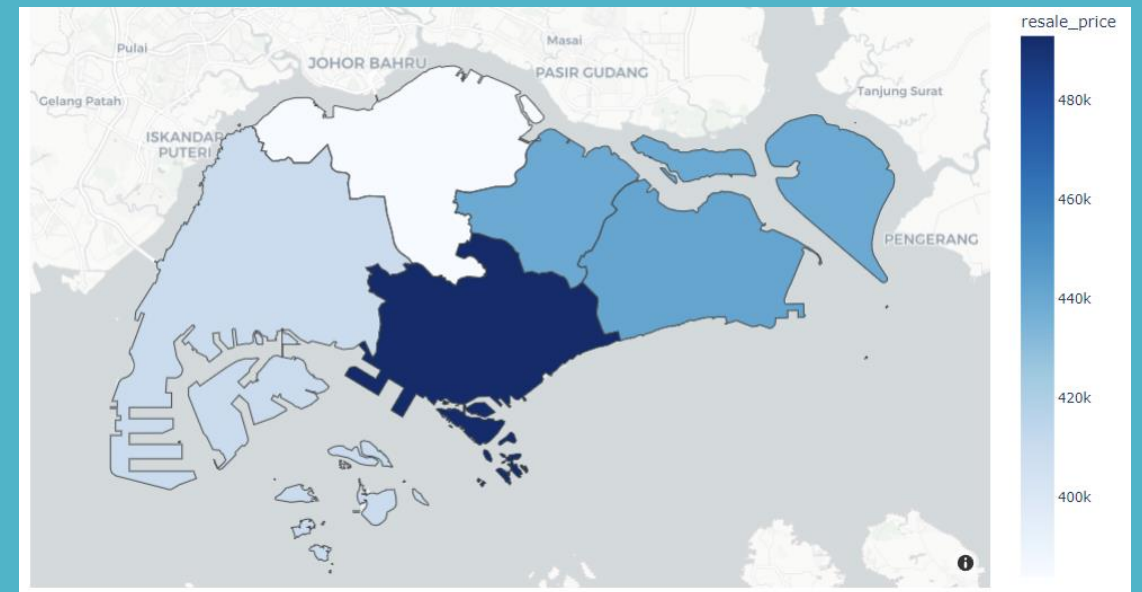 resale_price
Pulai
Masai
JOHOR BAHRU
PASIR GUDANG
Gelang Patah
Tanjung Surat
480k
ISKANDAR
PUTERI
460k
PENGERANG
440k
420k
400k